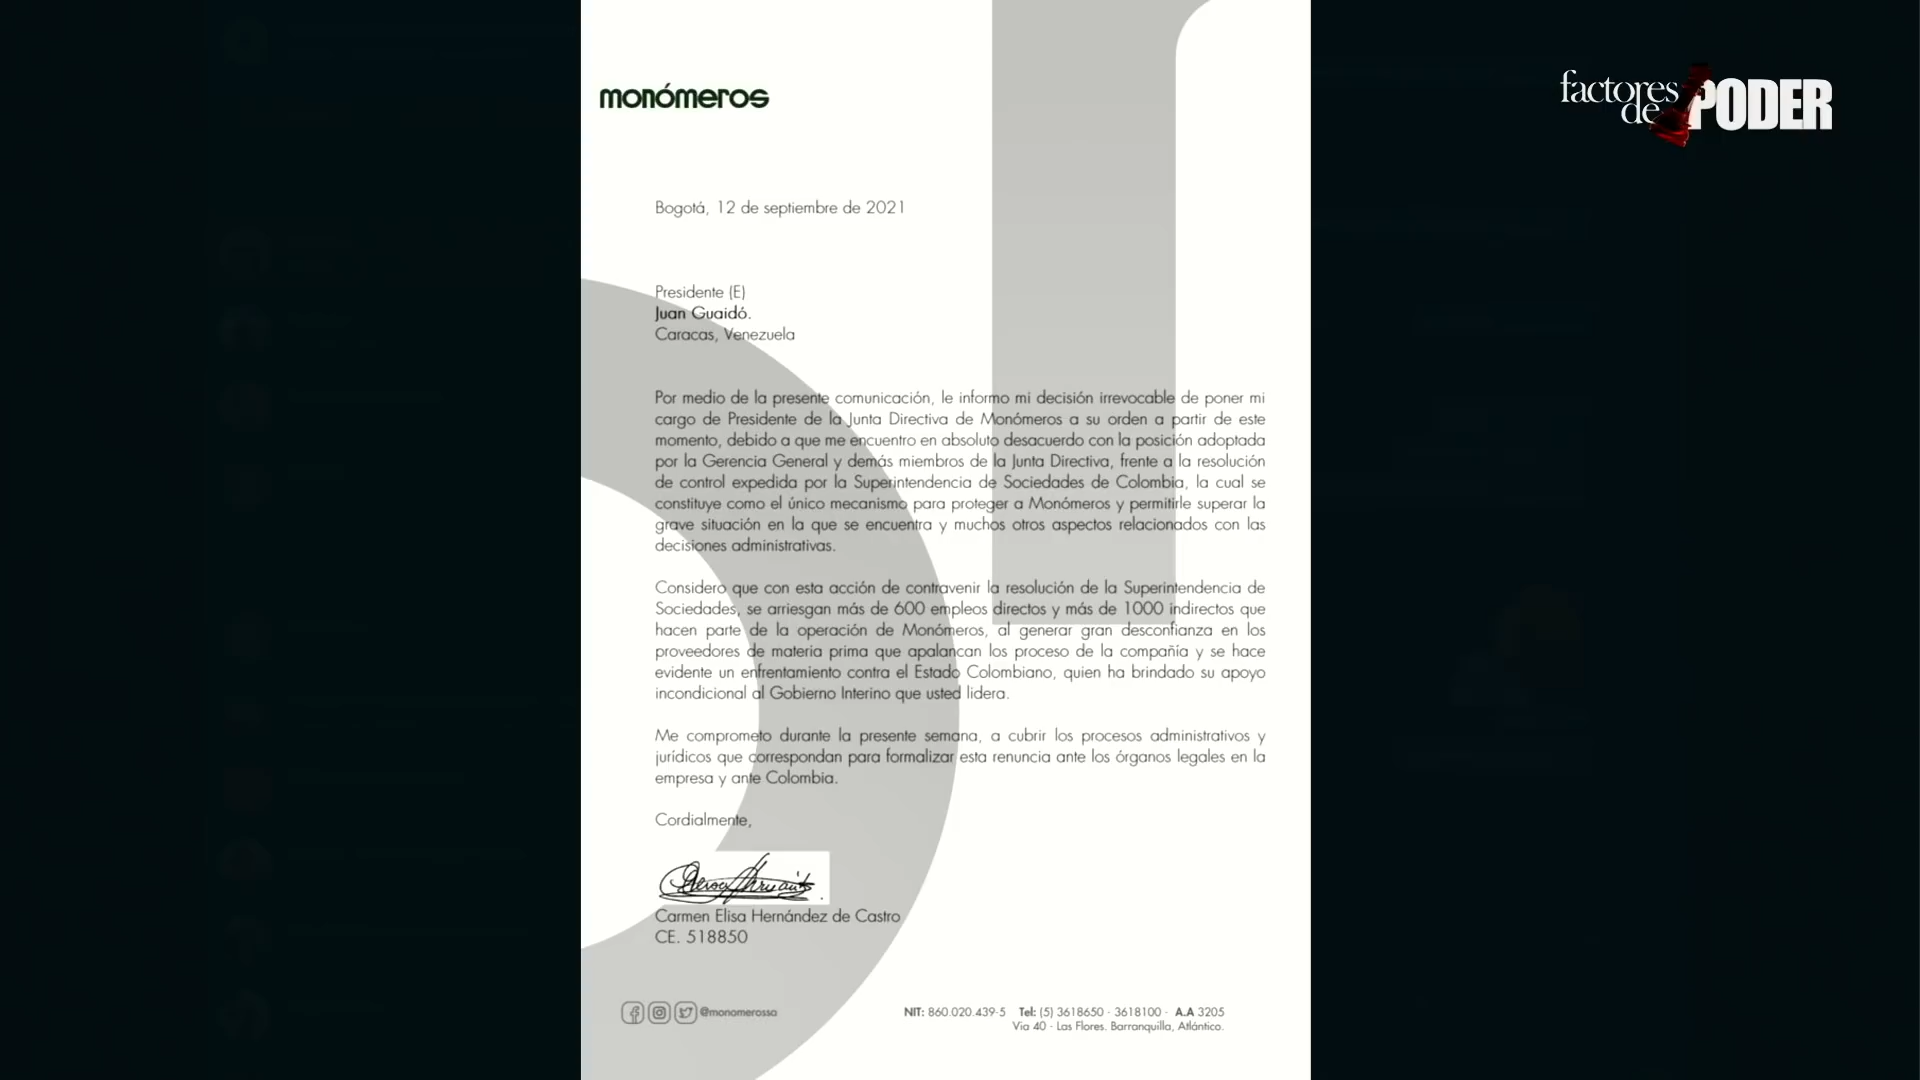 monómeros
factores
de PODER
Bogotá, 12 de septiembre de 2021
Presidente (E)
Juan Guaidó.
Caracas, Venezuela
Por medio de la presente comunicación, le informo mi decisión irrevocable de poner mi
cargo de Presidente de la Junta Directiva de Monómeros a su orden a partir de este
momento, debido a que me encuentro en absoluto desacuerdo con la posición adoptada
por la Gerencia General y demás miembros de la Junta Directiva, frente a la resolución
de control expedida por la Superintendencia de Sociedades de Colombia, la cual se
constituye como el único mecanismo para proteger a Monómeros y permitirle superar la
grave situación en la que se encuentra y muchos otros aspectos relacionados con las
decisiones administrativas.
Considero que con esta acción de contravenir la resolución de la Superintendencia de
Sociedades, se arriesgan más de 600 empleos directos y más de 1000 indirectos que
hacen parte de la operación de Monómeros, al generar gran desconfianza en los
proveedores de materia prima que apalancan los proceso de la compañía y se hace
evidente un enfrentamiento contra el Estado Colombiano, quien ha brindado su apoyo
incondicional al Gobierno Interino que usted lidera.
Me comprometo durante la presente semana, a cubrir los procesos administrativos y
jurídicos que correspondan para formalizar esta renuncia ante los órganos legales en la
empresa y ante Colombia.
Cordialmente,
Carmen Elisa Hernández de Castro
CE. 518850
@monomerossa
NIT: 860.020.439-5 Tel: (5) 3618650 - 3618100 - A.A 3205
Via 40 - Las Flores. Barranquilla, Atlántico.